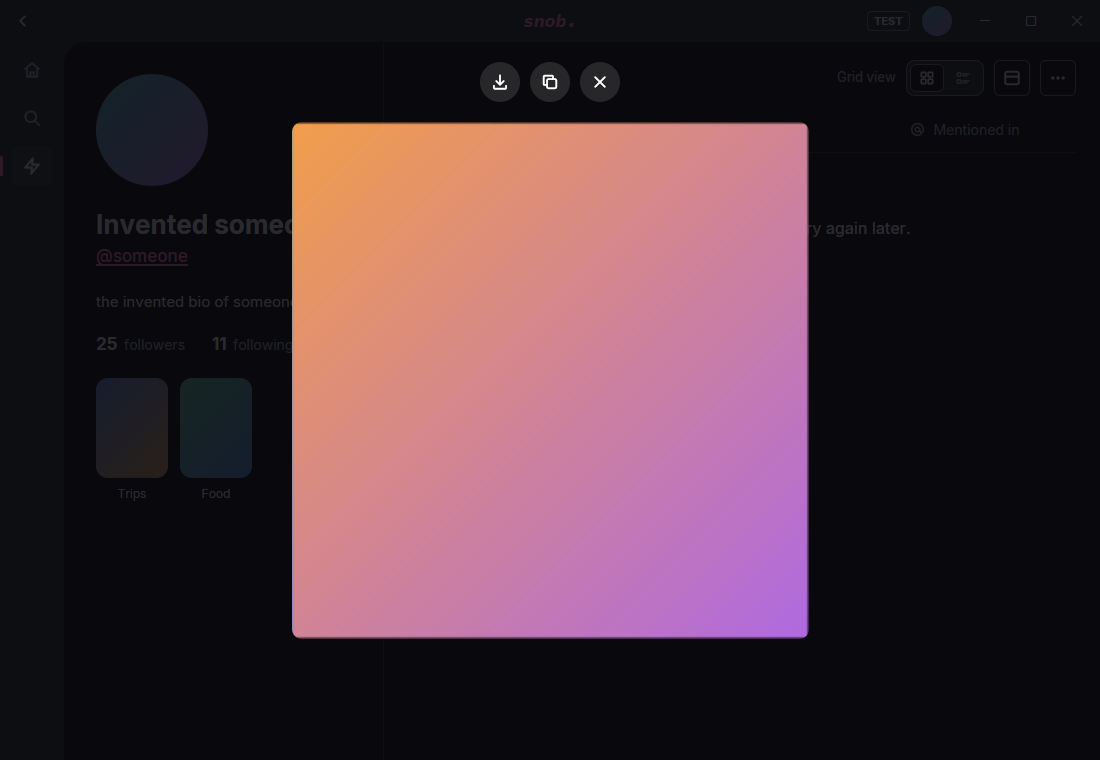 snob.
TEST
Grid view
Mentioned in
Invented someo
@someone
ry again later.
the invented bio of someone
25 followers 11 following
Trips
Food